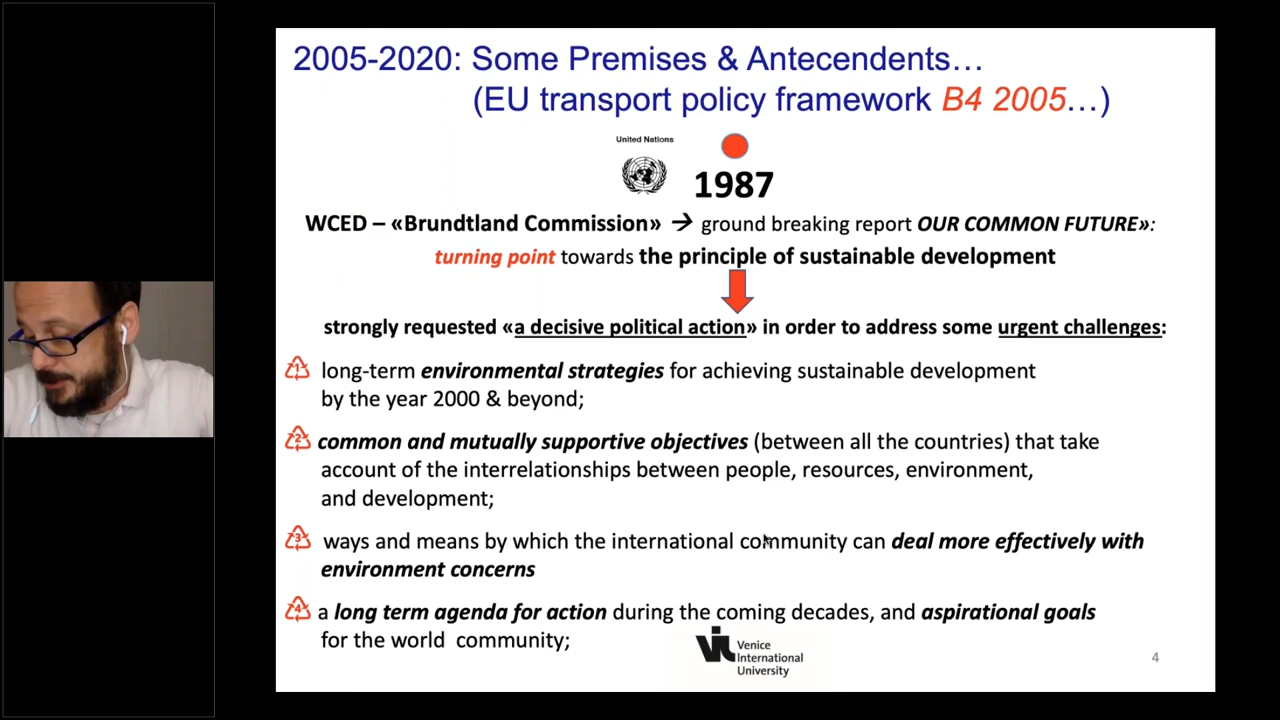 2005-2020: Some Premises & Antecendents…
(EU transport policy framework B4 2005…)
United Nations
1987
WCED – «Brundtland Commission» → ground breaking report OUR COMMON FUTURE»:
turning point towards the principle of sustainable development
strongly requested «a decisive political action» in order to address some urgent challenges:
1 long-term environmental strategies for achieving sustainable development
by the year 2000 & beyond;
2 common and mutually supportive objectives (between all the countries) that take
account of the interrelationships between people, resources, environment,
and development;
3 ways and means by which the international community can deal more effectively with
environment concerns
4 a long term agenda for action during the coming decades, and aspirational goals
for the world community;
VIU Venice
International
University
4